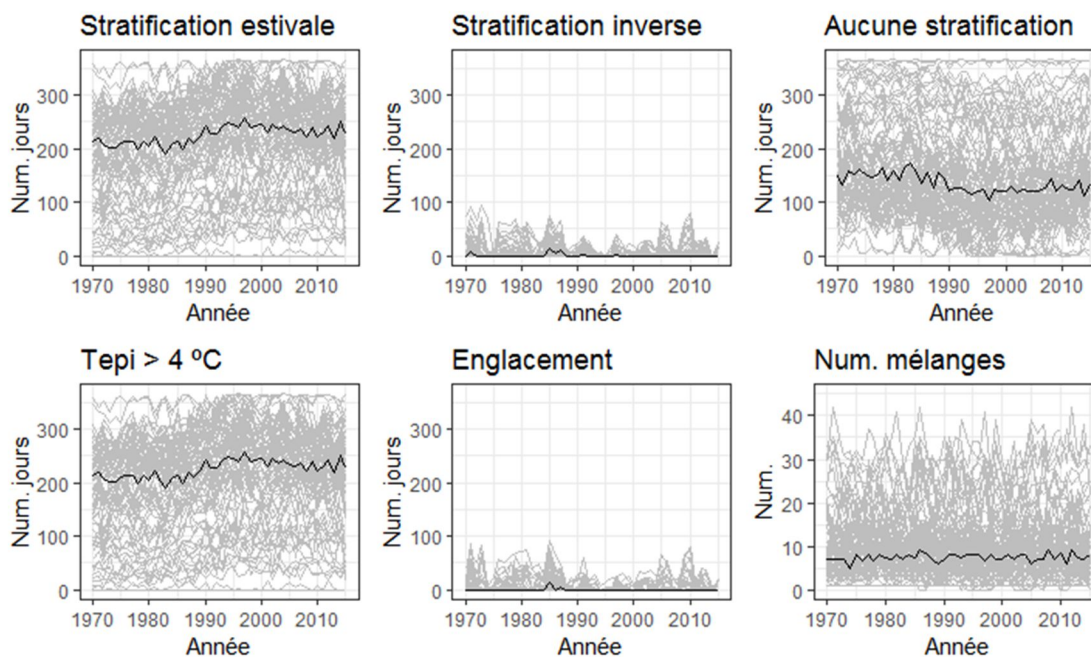 Stratification estivale
Num. jours
300
200
100
0
1970 1980 1990 2000 2010
Année
Stratification inverse
Num. jours
300
200
100
0
1970 1980 1990 2000 2010
Année
Aucune stratification
Num. jours
300
200
100
0
1970 1980 1990 2000 2010
Année
Tepi > 4 ºC
Num. jours
300
200
100
0
1970 1980 1990 2000 2010
Année
Englacement
Num. jours
300
200
100
0
1970 1980 1990 2000 2010
Année
Num. mélanges
Num.
40
30
20
10
0
1970 1980 1990 2000 2010
Année